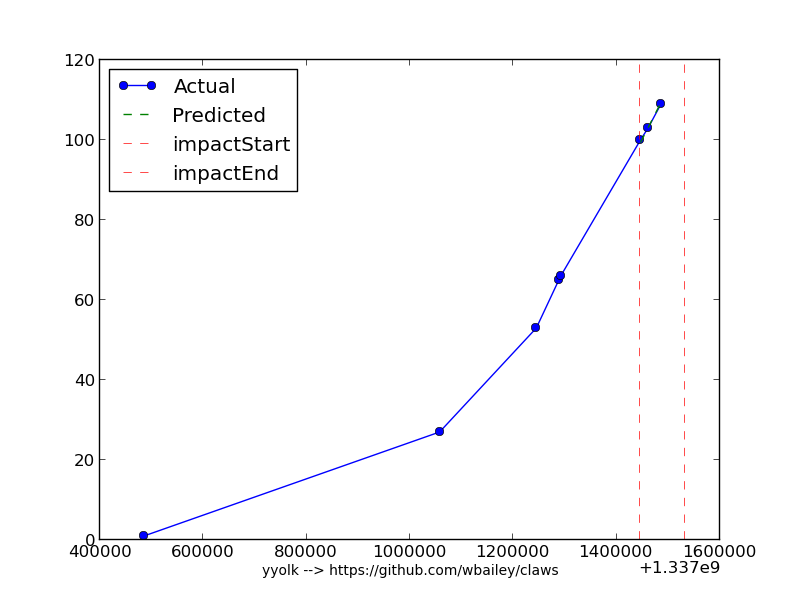 120
100
80
60
40
20
0
Actual
Predicted
impactStart
impactEnd
400000 600000 800000 1000000 1200000 1400000 1600000
+1.337e9
yyolk --> https://github.com/wbailey/claws